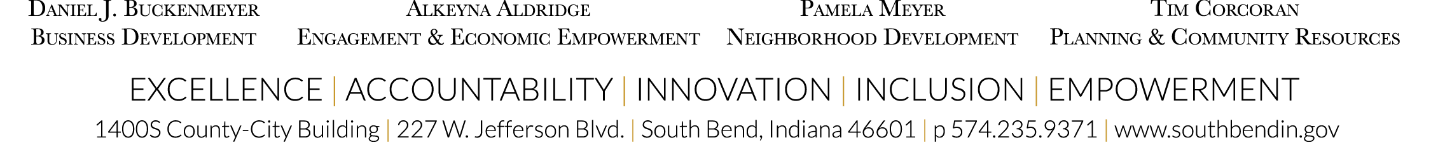 Daniel J. Buckenmeyer Alkeyna Aldridge Pamela Meyer Tim Corcoran
Business Development Engagement & Economic Empowerment Neighborhood Development Planning & Community Resources
EXCELLENCE | ACCOUNTABILITY | INNOVATION | INCLUSION | EMPOWERMENT
1400S County-City Building | 227 W. Jefferson Blvd. | South Bend, Indiana 46601 | p 574.235.9371 | www.southbendin.gov